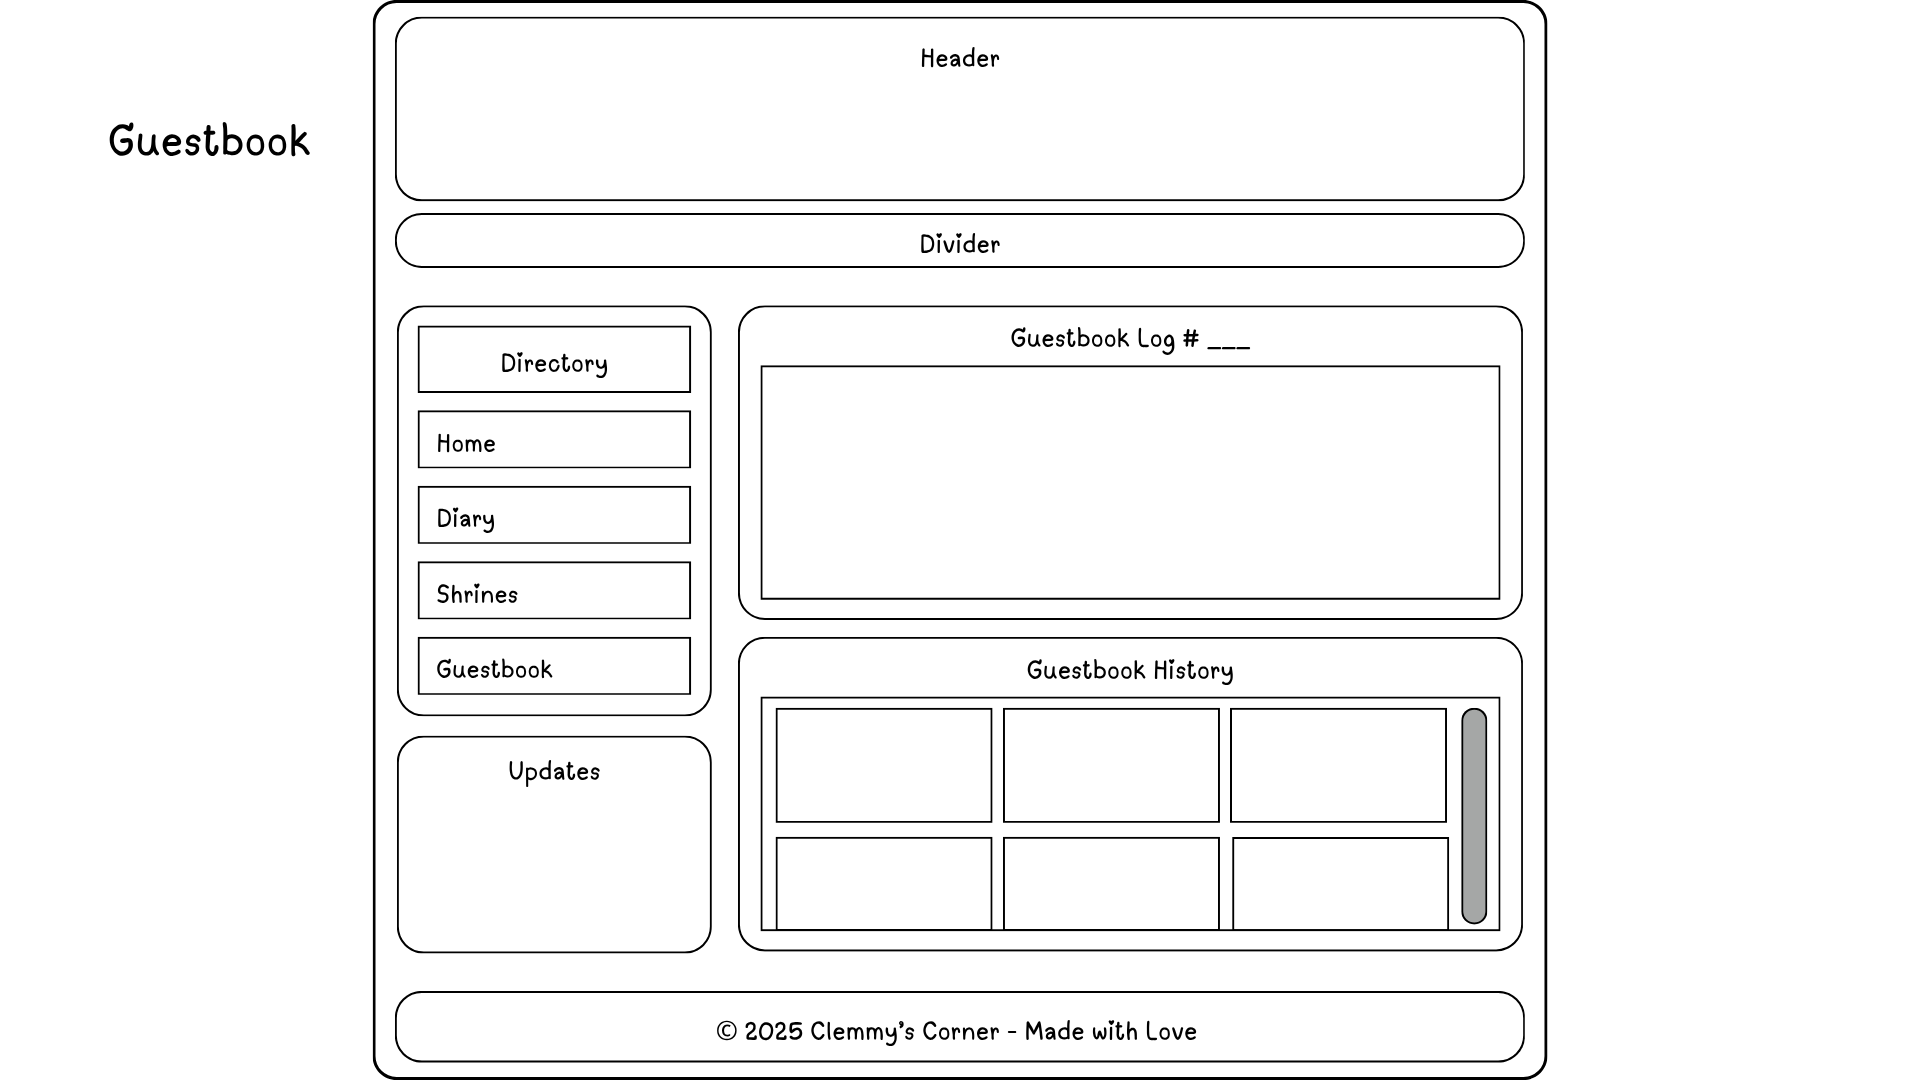 Guestbook
Header
Divider
Directory
Home
Diary
Shrines
Guestbook
Updates
Guestbook Log # ___
Guestbook History
© 2025 Clemmy's Corner - Made with Love